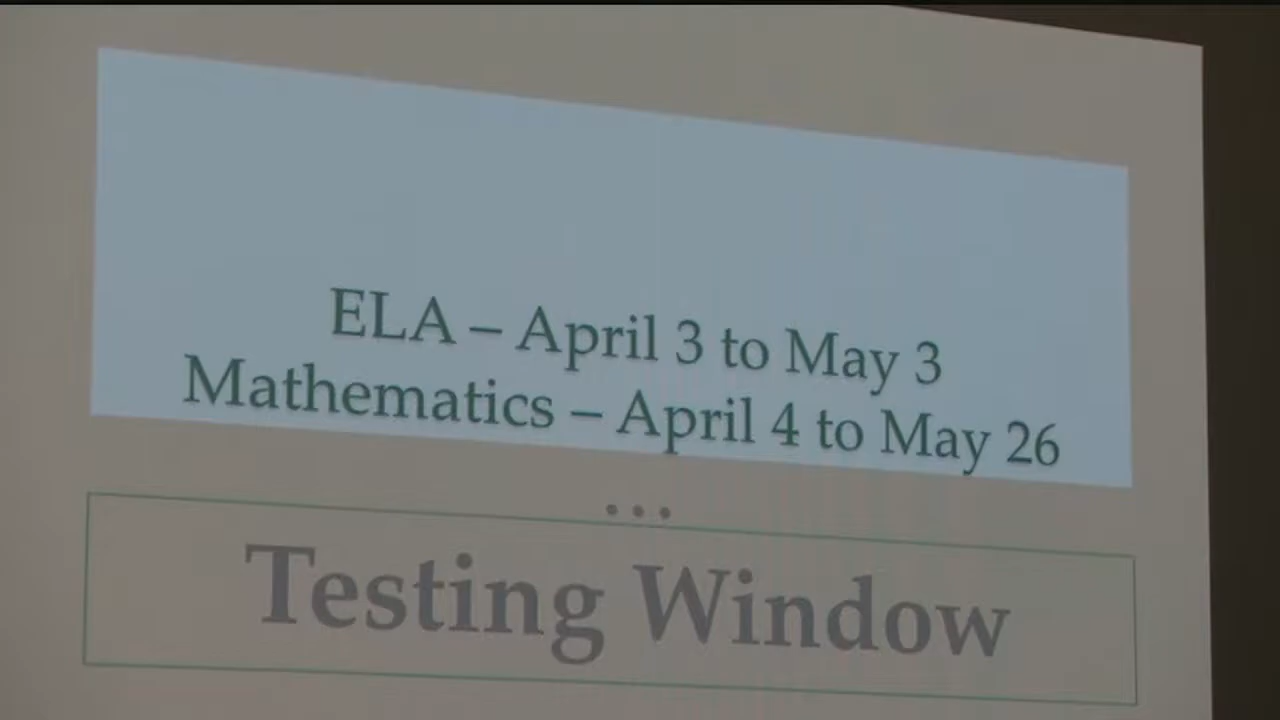 ELA – April 3 to May 3
Mathematics – April 4 to May 26
...
Testing Window